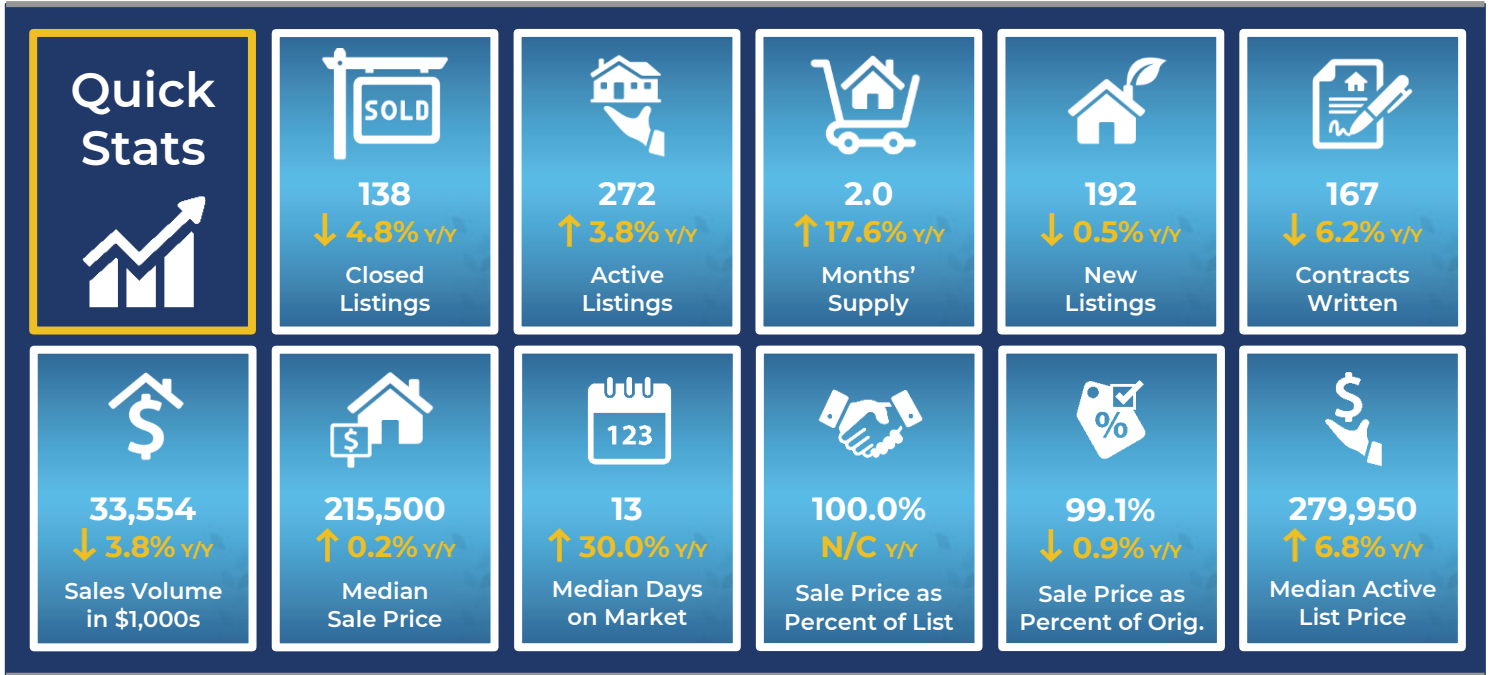 Quick
Stats
SOLD
138
↓ 4.8% Y/Y
Closed
Listings
272
↑ 3.8% Y/Y
Active
Listings
2.0
↑ 17.6% Y/Y
Months’
Supply
192
↓ 0.5% Y/Y
New
Listings
167
↓ 6.2% Y/Y
Contracts
Written
$
33,554
↓ 3.8% Y/Y
Sales Volume
in $1,000s
$
215,500
↑ 0.2% Y/Y
Median
Sale Price
123
13
↑ 30.0% Y/Y
Median Days
on Market
100.0%
N/C Y/Y
Sale Price as
Percent of List
%
99.1%
↓ 0.9% Y/Y
Sale Price as
Percent of Orig.
$
279,950
↑ 6.8% Y/Y
Median Active
List Price